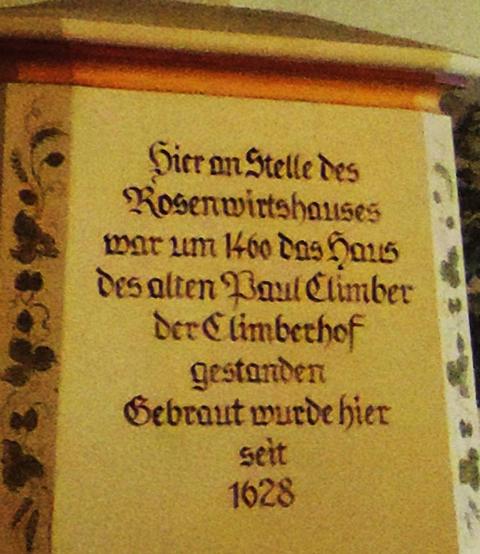 Hier an Stelle des
Rosenwirtshauses
war um 1460 das Haus
des alten Paul Climber
der Climberhof
gestanden
Gebraut wurde hier
seit
1628